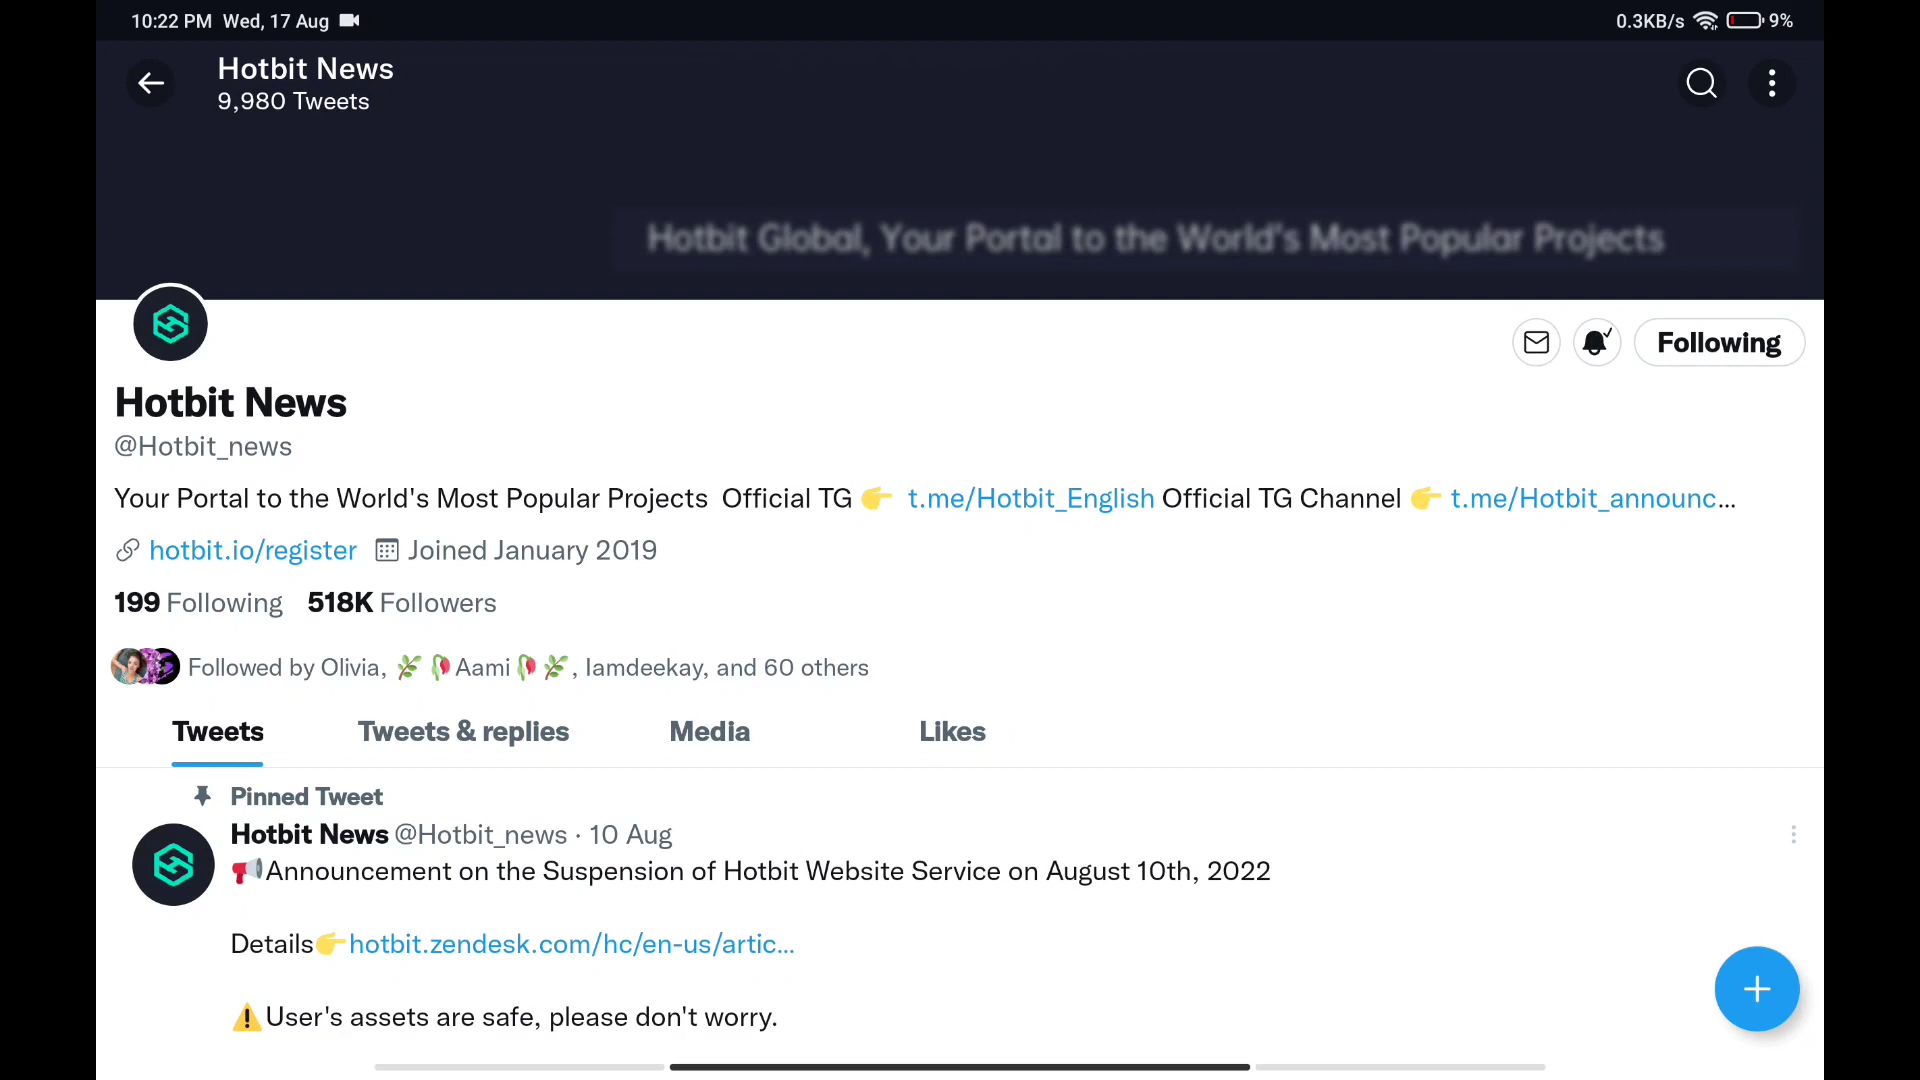 10:22 PM Wed, 17 Aug
0.3KB/s 9%
Hotbit News
9,980 Tweets
Hotbit Global, Your Portal to the World's Most Popular Projects
Following
Hotbit News
@Hotbit_news
Your Portal to the World's Most Popular Projects Official TG 👉 t.me/Hotbit_English Official TG Channel 👉 t.me/Hotbit_announc...
hotbit.io/register Joined January 2019
199 Following 518K Followers
Followed by Olivia, 🌿🥀Aami🥀🌿, Iamdeekay, and 60 others
Tweets Tweets & replies Media Likes
Pinned Tweet
Hotbit News @Hotbit_news · 10 Aug
📢Announcement on the Suspension of Hotbit Website Service on August 10th, 2022
Details👉hotbit.zendesk.com/hc/en-us/artic...
⚠️User's assets are safe, please don't worry.